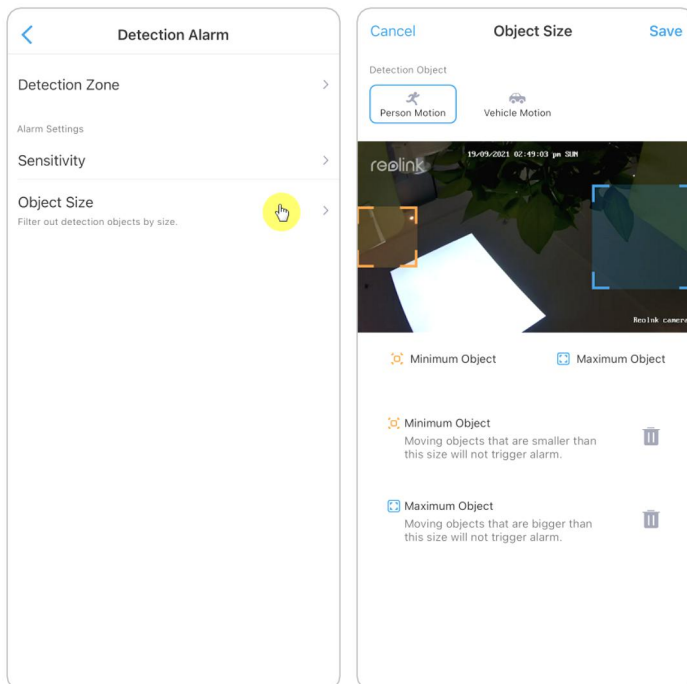 Detection Alarm
Detection Zone
Alarm Settings
Sensitivity
Object Size
Filter out detection objects by size.
Cancel
Object Size
Save
Detection Object
Person Motion
Vehicle Motion
reolink
19/09/2021 02:49:03 pm SUN
Reolnk camera
Minimum Object
Maximum Object
Minimum Object
Moving objects that are smaller than
this size will not trigger alarm.
Maximum Object
Moving objects that are bigger than
this size will not trigger alarm.